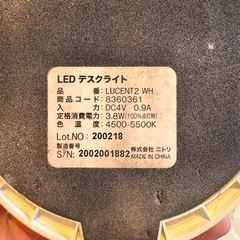 LED デスクライト
品　　　番 : LUCENT2 WH
商品コード : 8360361
入　　　力 : DC4V 0.9A
定格消費電力 : 3.8W(100%点灯時)
色　温　度 : 4500-5500K
Lot.NO : 200218
製造番号
S/N: 2002001882
株式会社 ニトリ
MADE IN CHINA